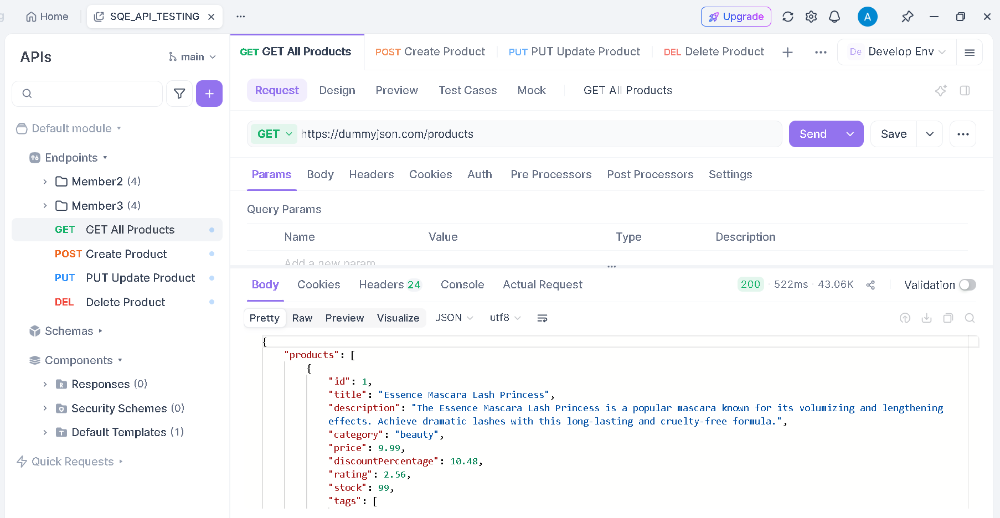 Home
SQE_API_TESTING
Upgrade
A
APIs
main
GET GET All Products
POST Create Product
PUT PUT Update Product
DEL Delete Product
De Develop Env
Request
Design
Preview
Test Cases
Mock
GET All Products
Default module
Endpoints
Member2 (4)
Member3 (4)
GET GET All Products
POST Create Product
PUT PUT Update Product
DEL Delete Product
Schemas
Components
Responses (0)
Security Schemes (0)
Default Templates (1)
Quick Requests
GET https://dummyjson.com/products
Send
Save
Params
Body
Headers
Cookies
Auth
Pre Processors
Post Processors
Settings
Query Params
Name
Value
Type
Description
Add a new param
Body
Cookies
Headers 24
Console
Actual Request
200 · 522ms · 43.06K
Validation
Pretty
Raw
Preview
Visualize
JSON
utf8
{
"products": [
{
"id": 1,
"title": "Essence Mascara Lash Princess",
"description": "The Essence Mascara Lash Princess is a popular mascara known for its volumizing and lengthening
effects. Achieve dramatic lashes with this long-lasting and cruelty-free formula.",
"category": "beauty",
"price": 9.99,
"discountPercentage": 10.48,
"rating": 2.56,
"stock": 99,
"tags": [